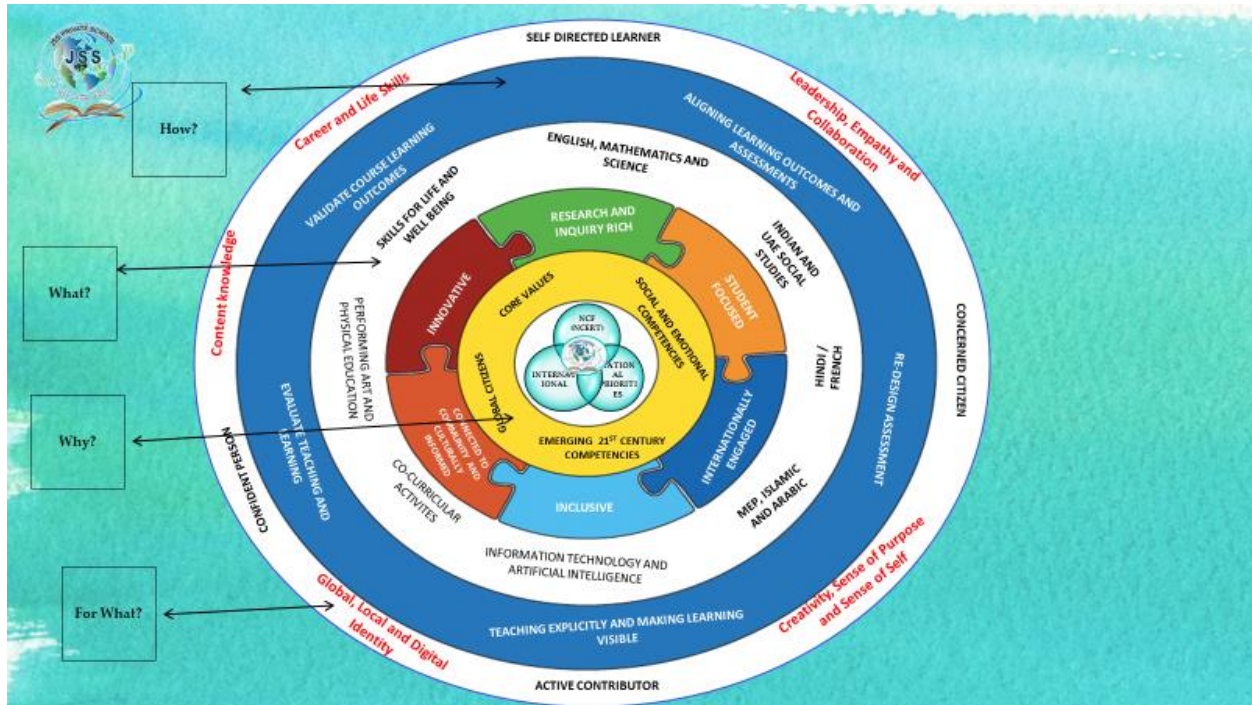 JSS PRIVATE SCHOOL
JSS
How?
What?
Why?
For What?
SELF DIRECTED LEARNER
Leadership, Empathy and
Collaboration
CONCERNED CITIZEN
Creativity, Sense of Purpose
and Sense of Self
ACTIVE CONTRIBUTOR
Global, Local and Digital
Identity
CONFIDENT PERSON
Content knowledge
Career and Life Skills
ALIGNING LEARNING OUTCOMES AND
ASSESSMENTS
RE-DESIGN ASSESSMENT
TEACHING EXPLICITLY AND MAKING LEARNING
VISIBLE
EVALUATE TEACHING AND
LEARNING
VALIDATE COURSE LEARNING
OUTCOMES
ENGLISH, MATHEMATICS AND
SCIENCE
INDIAN AND
UAE SOCIAL
STUDIES
HINDI /
FRENCH
MEP, ISLAMIC
AND ARABIC
INFORMATION TECHNOLOGY AND
ARTIFICIAL INTELLIGENCE
CO-CURRICULAR
ACTIVITES
PERFORMING ART AND
PHYSICAL EDUCATION
SKILLS FOR LIFE AND
WELL BEING
RESEARCH AND
INQUIRY RICH
STUDENT
FOCUSED
INTERNATIONALLY
ENGAGED
INCLUSIVE
CONNECTED TO
COMMUNITY AND
CULTURALLY
INFORMED
INNOVATIVE
CORE VALUES
SOCIAL AND EMOTIONAL
COMPETENCIES
EMERGING 21ST CENTURY
COMPETENCIES
GLOBAL CITIZENS
NCF
(NCERT)
INTERNAT
IONAL
AL
PRIORITI
ES